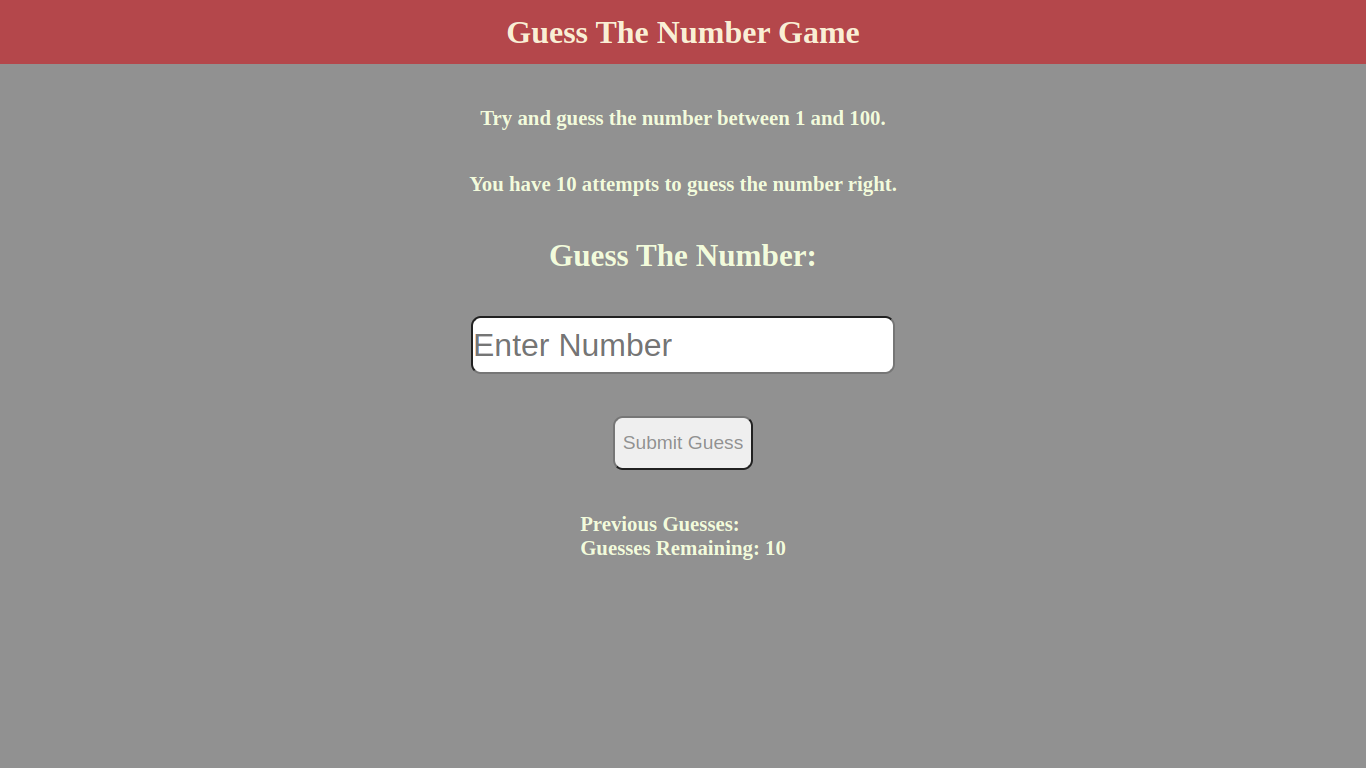 Guess The Number Game
Try and guess the number between 1 and 100.
You have 10 attempts to guess the number right.
Guess The Number:
Enter Number
Submit Guess
Previous Guesses:
Guesses Remaining: 10